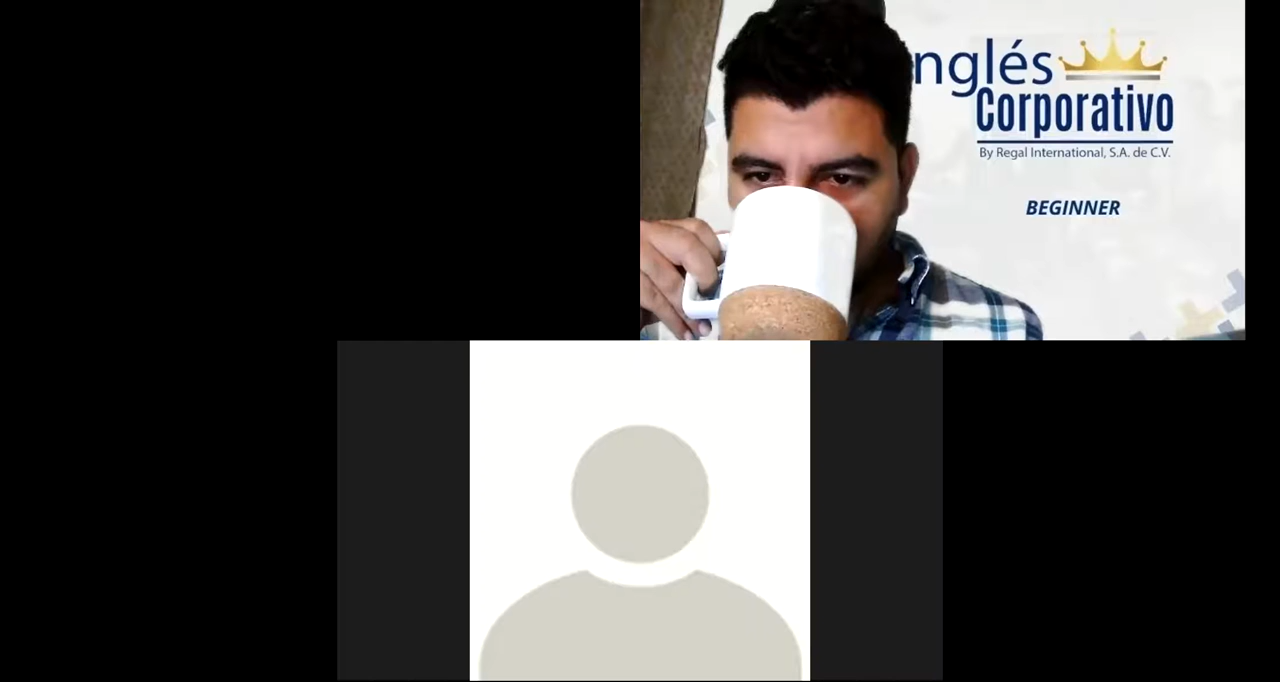 nglés
Corporativo
By Regal International, S.A. de C.V.
BEGINNER